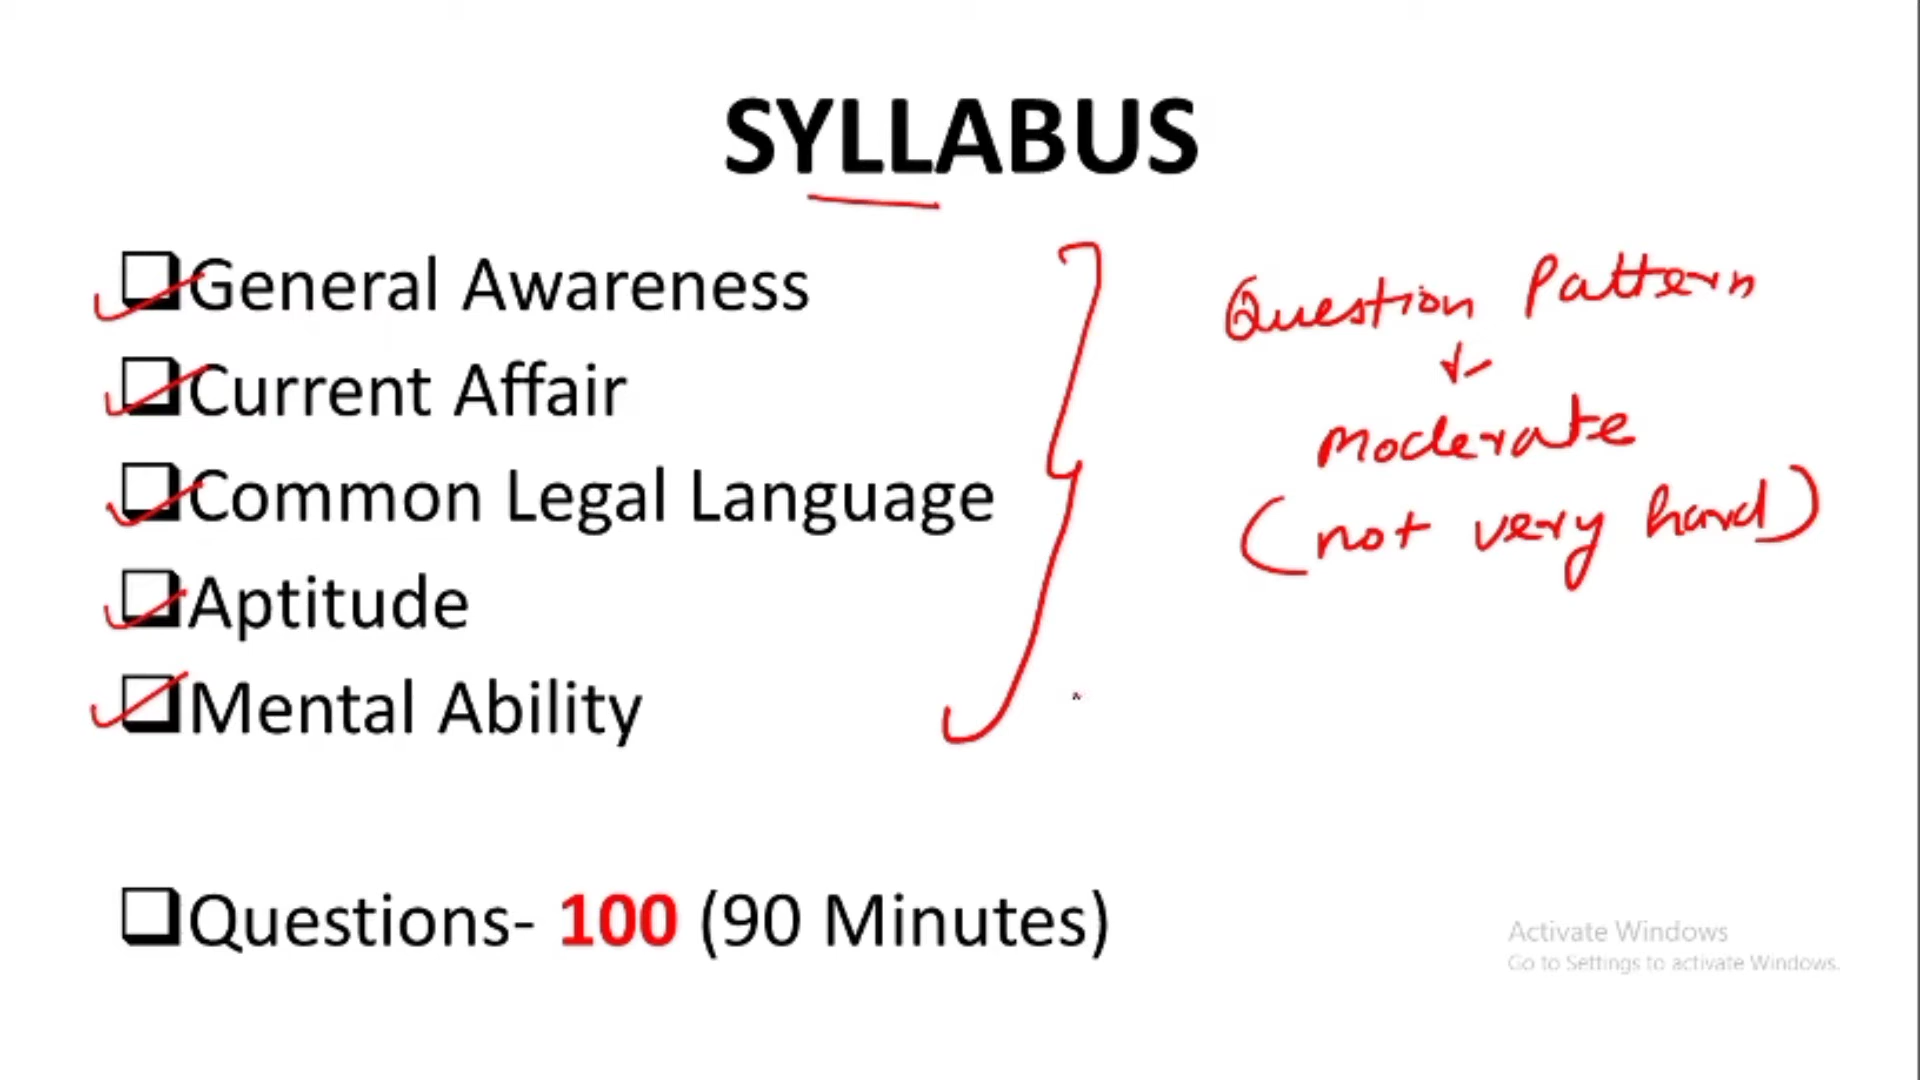 SYLLABUS
General Awareness
Current Affair
Common Legal Language
Aptitude
Mental Ability
Questions- 100 (90 Minutes)
Question Pattern
Moderate
(not very hard)
Activate Windows
Go to Settings to activate Windows.